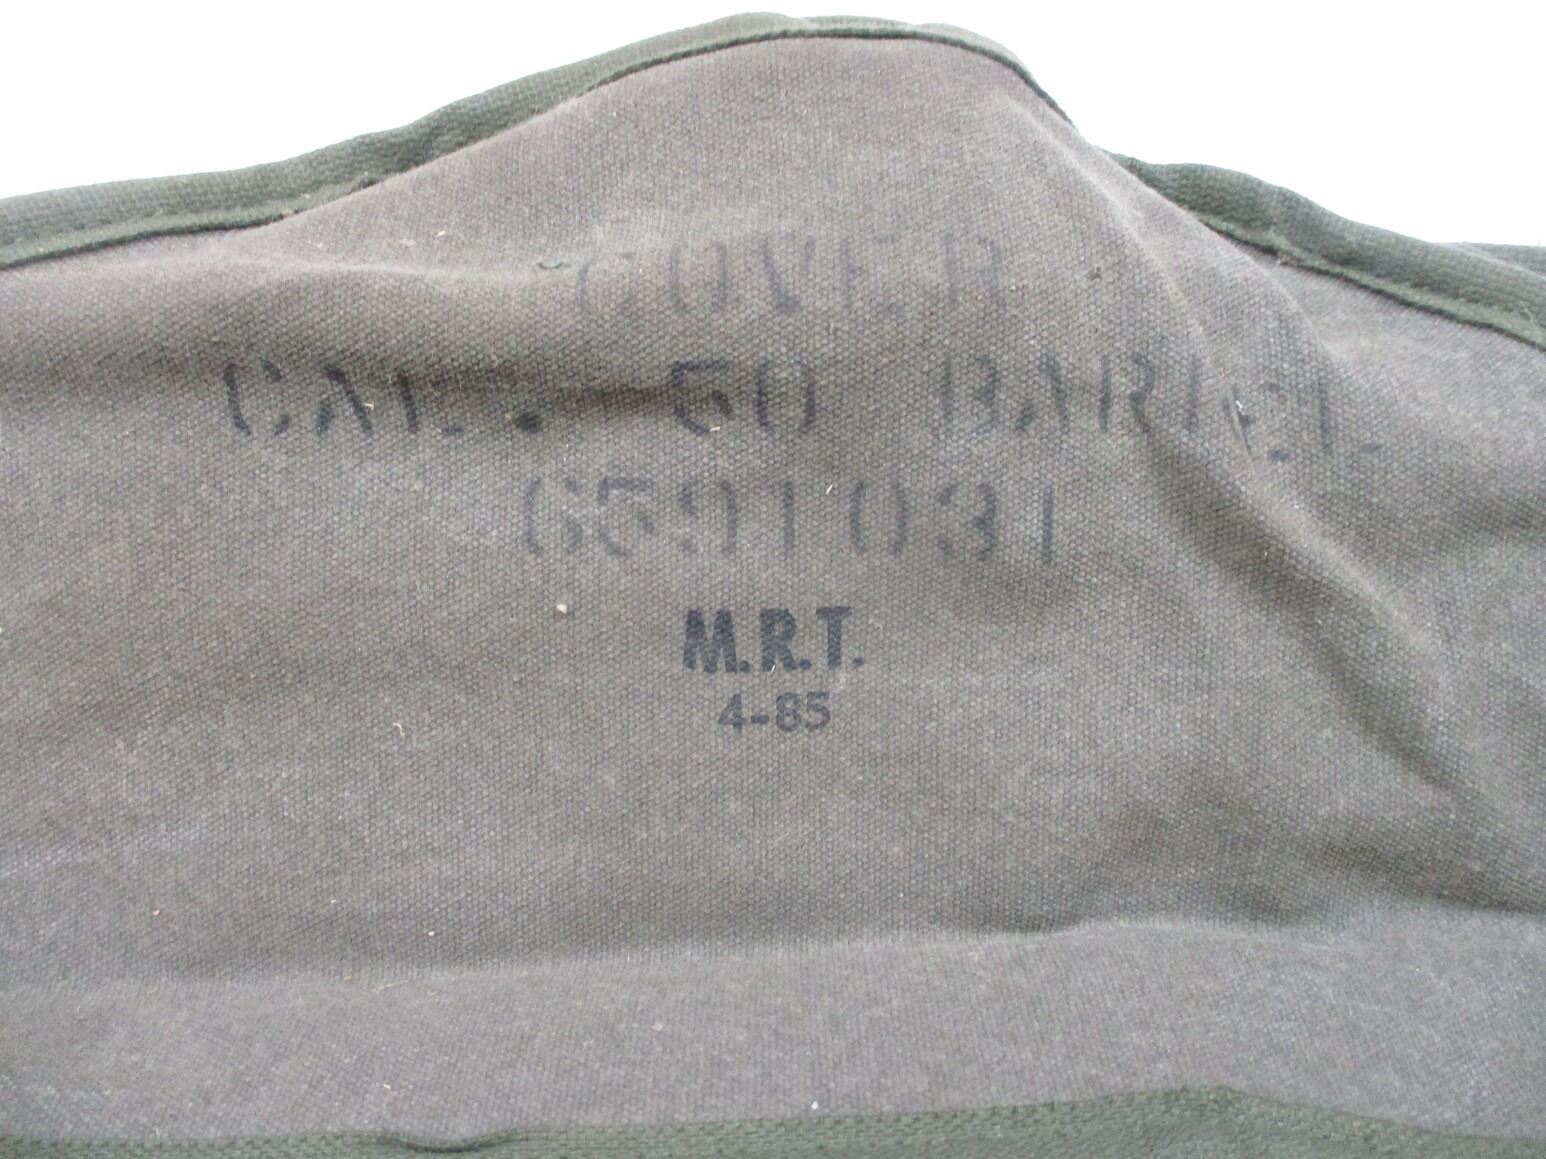 COVER
CAL. .50 BARREL
6591031
M.R.T.
4-85